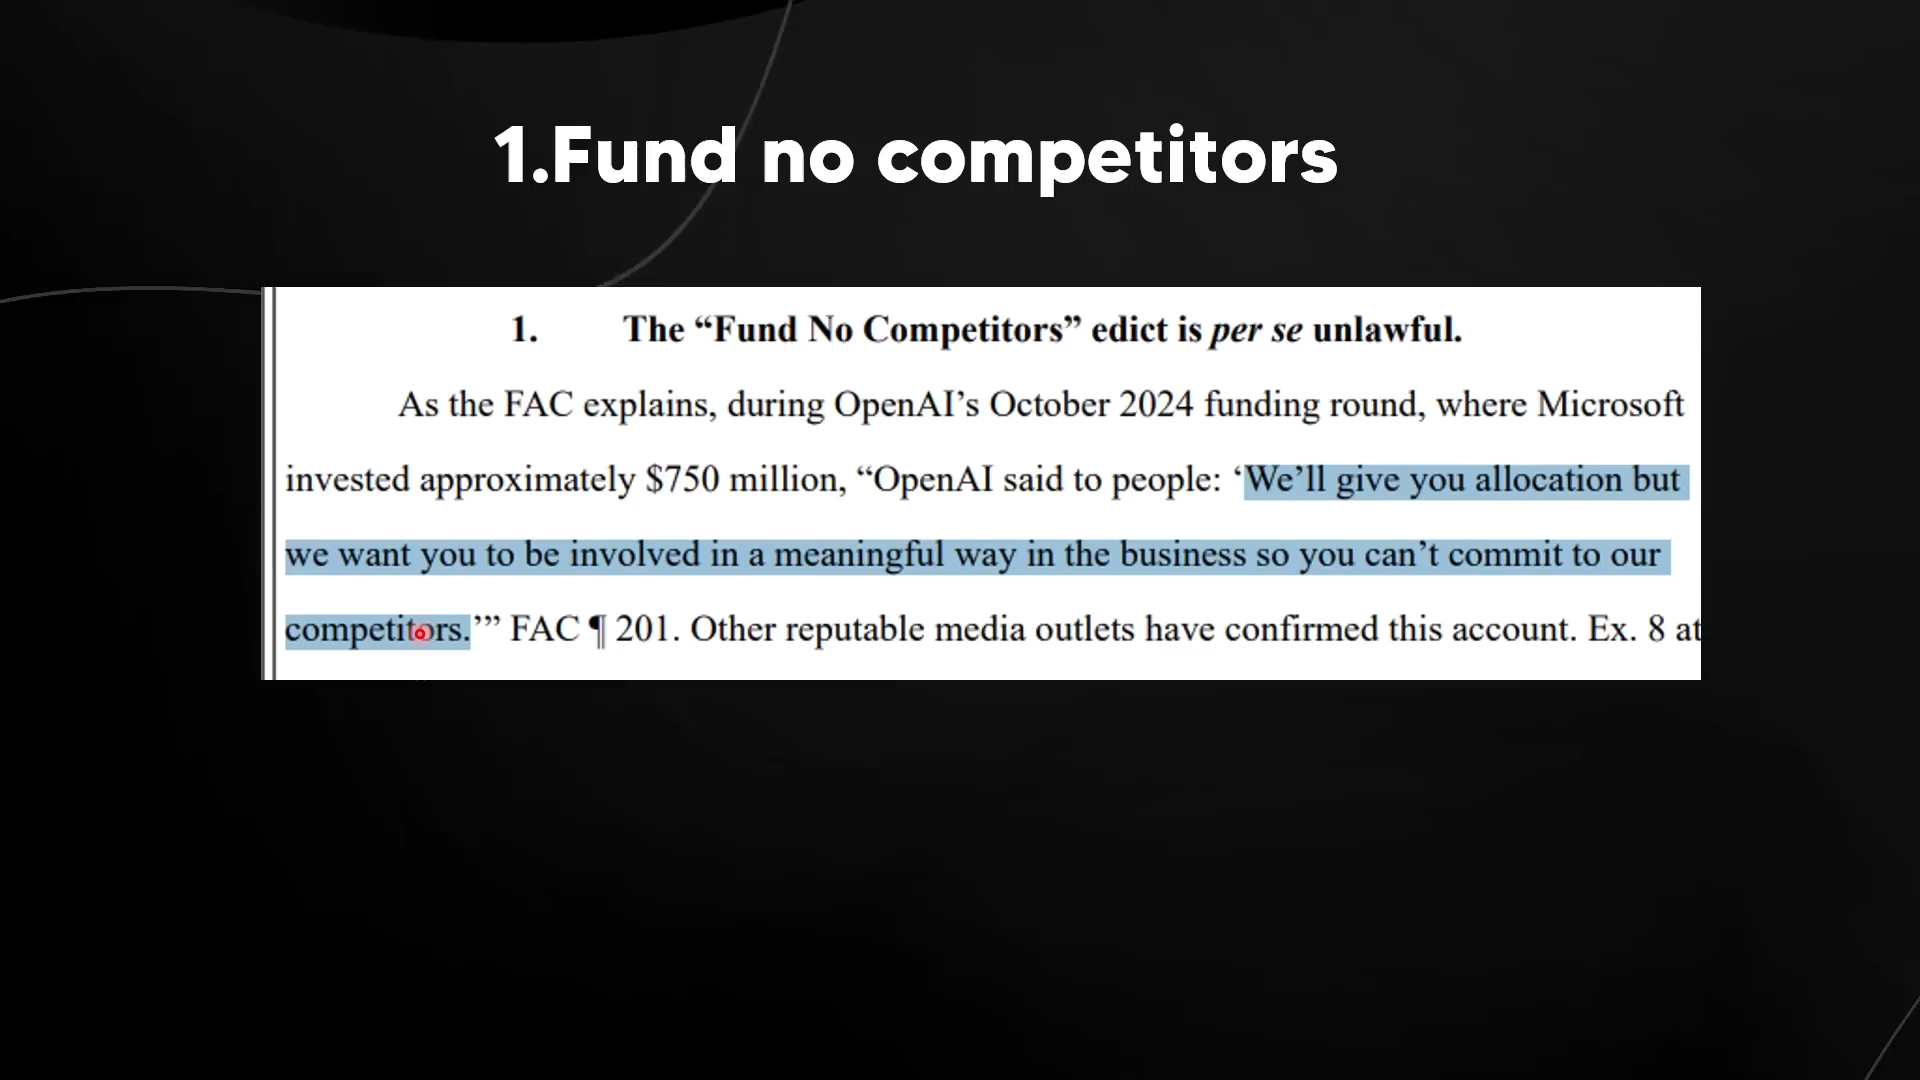 1.Fund no competitors
1. The “Fund No Competitors” edict is per se unlawful.
As the FAC explains, during OpenAI’s October 2024 funding round, where Microsoft
invested approximately $750 million, “OpenAI said to people: ‘We’ll give you allocation but
we want you to be involved in a meaningful way in the business so you can’t commit to our
competitors.’” FAC ¶ 201. Other reputable media outlets have confirmed this account. Ex. 8 at